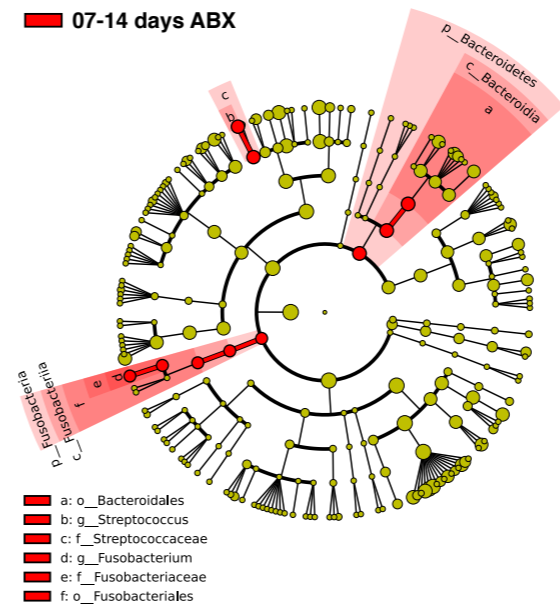 07-14 days ABX
p__Bacteroidetes
c__Bacteroidia
a
c
b
p__Fusobacteria
c__Fusobacteriia
f
e
d
a: o__Bacteroidales
b: g__Streptococcus
c: f__Streptococcaceae
d: g__Fusobacterium
e: f__Fusobacteriaceae
f: o__Fusobacteriales